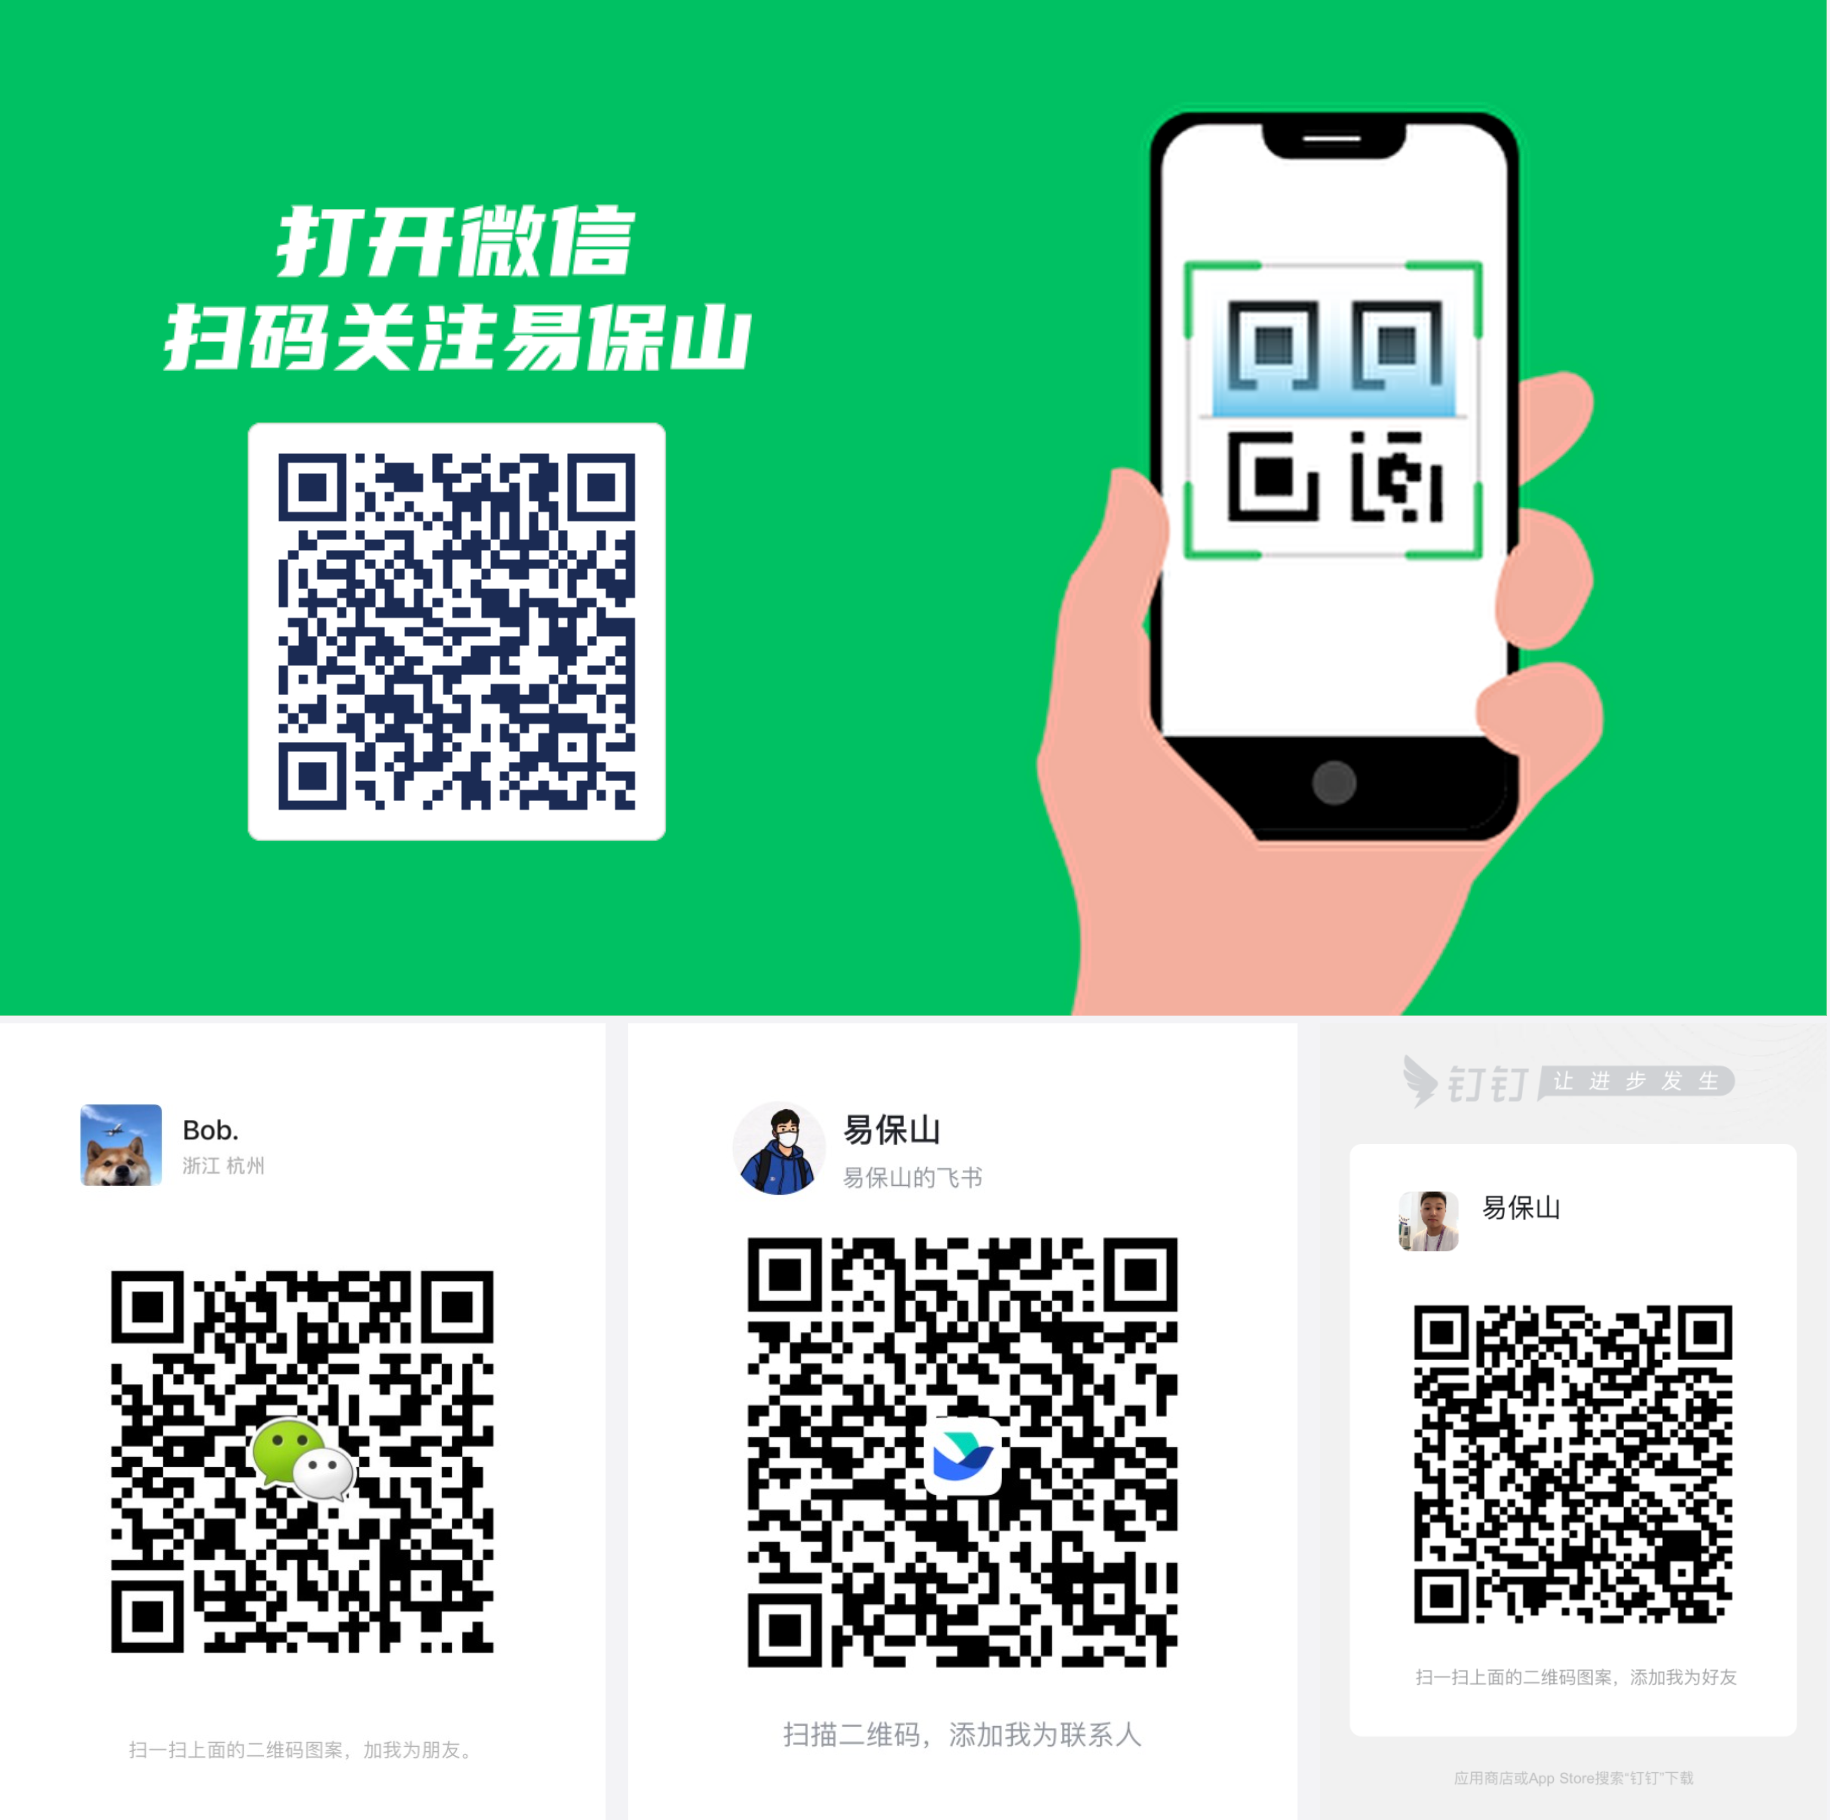 打开微信
扫码关注易保山
Bob.
浙江 杭州
扫一扫上面的二维码图案，加我为朋友。
易保山
易保山的飞书
扫描二维码，添加我为联系人
钉钉 让进步发生
易保山
扫一扫上面的二维码图案，添加我为好友
应用商店或App Store搜索“钉钉”下载